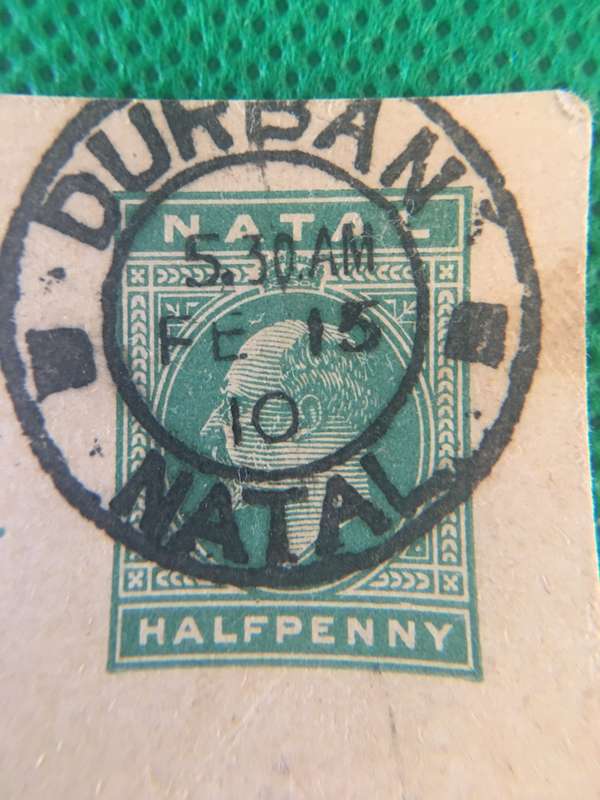 DURBAN
NATAL
5.30.AM
FE 15
10
NATAL.
HALFPENNY